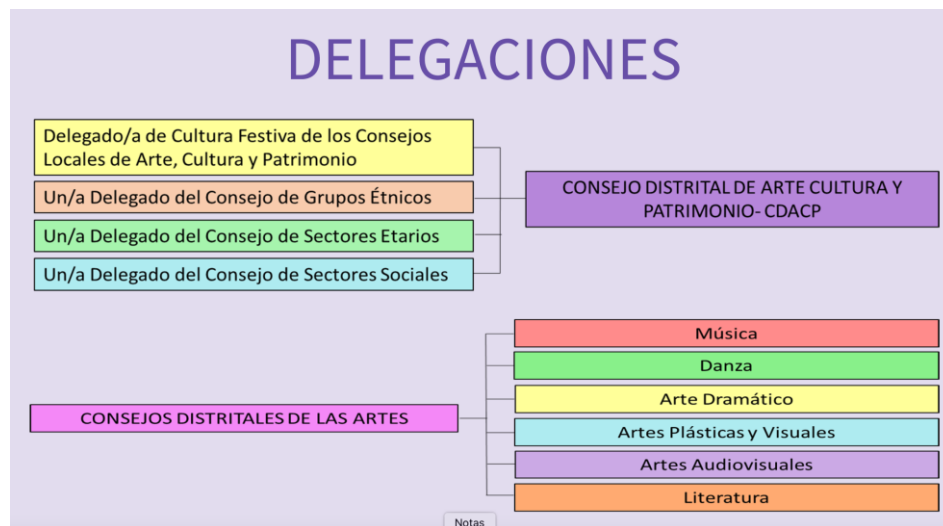 DELEGACIONES
Delegado/a de Cultura Festiva de los Consejos
Locales de Arte, Cultura y Patrimonio
Un/a Delegado del Consejo de Grupos Étnicos
Un/a Delegado del Consejo de Sectores Etarios
Un/a Delegado del Consejo de Sectores Sociales
CONSEJO DISTRITAL DE ARTE CULTURA Y
PATRIMONIO- CDACP
CONSEJOS DISTRITALES DE LAS ARTES
Música
Danza
Arte Dramático
Artes Plásticas y Visuales
Artes Audiovisuales
Literatura
Notas